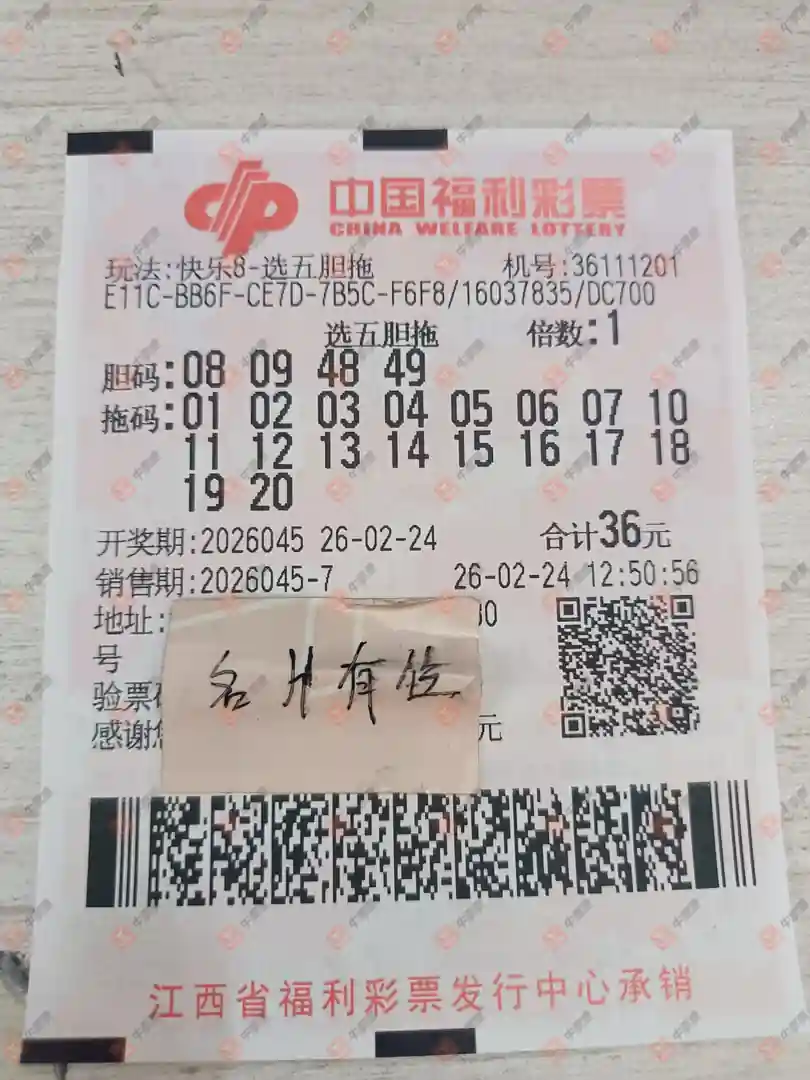 中国福利彩票
CHINA WELFARE LOTTERY
玩法:快乐8-选五胆拖 机号:36111201
E11C-BB6F-CE7D-7B5C-F6F8/16037835/DC700
选五胆拖 倍数:1
胆码:08 09 48 49
拖码:01 02 03 04 05 06 07 10
11 12 13 14 15 16 17 18
19 20
开奖期:2026045 26-02-24 合计36元
销售期:2026045-7 26-02-24 12:50:56
地址:
号
名片有位
验票
感谢
元
江西省福利彩票发行中心承销